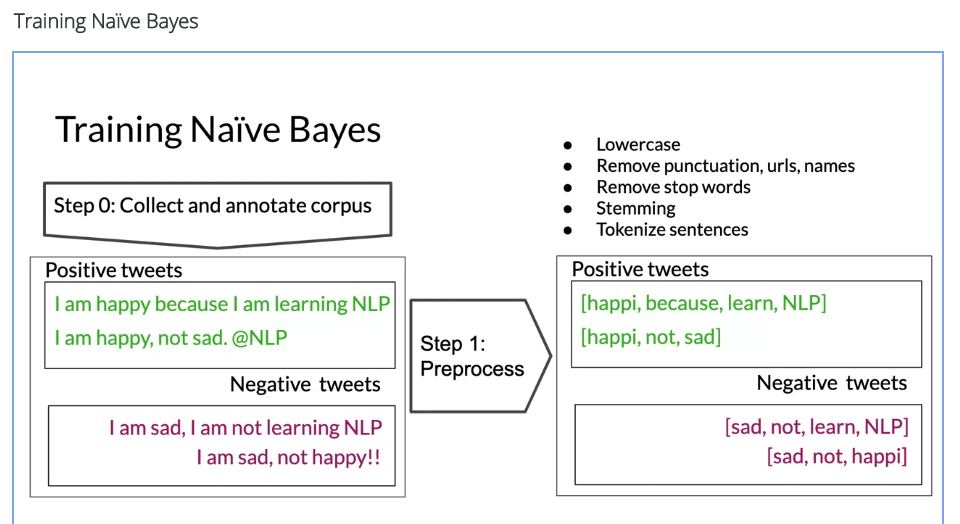 Training Naïve Bayes
Training Naïve Bayes
Step 0: Collect and annotate corpus
Positive tweets
I am happy because I am learning NLP
I am happy, not sad. @NLP
Negative tweets
I am sad, I am not learning NLP
I am sad, not happy!!
Step 1:
Preprocess
● Lowercase
● Remove punctuation, urls, names
● Remove stop words
● Stemming
● Tokenize sentences
Positive tweets
[happi, because, learn, NLP]
[happi, not, sad]
Negative tweets
[sad, not, learn, NLP]
[sad, not, happi]